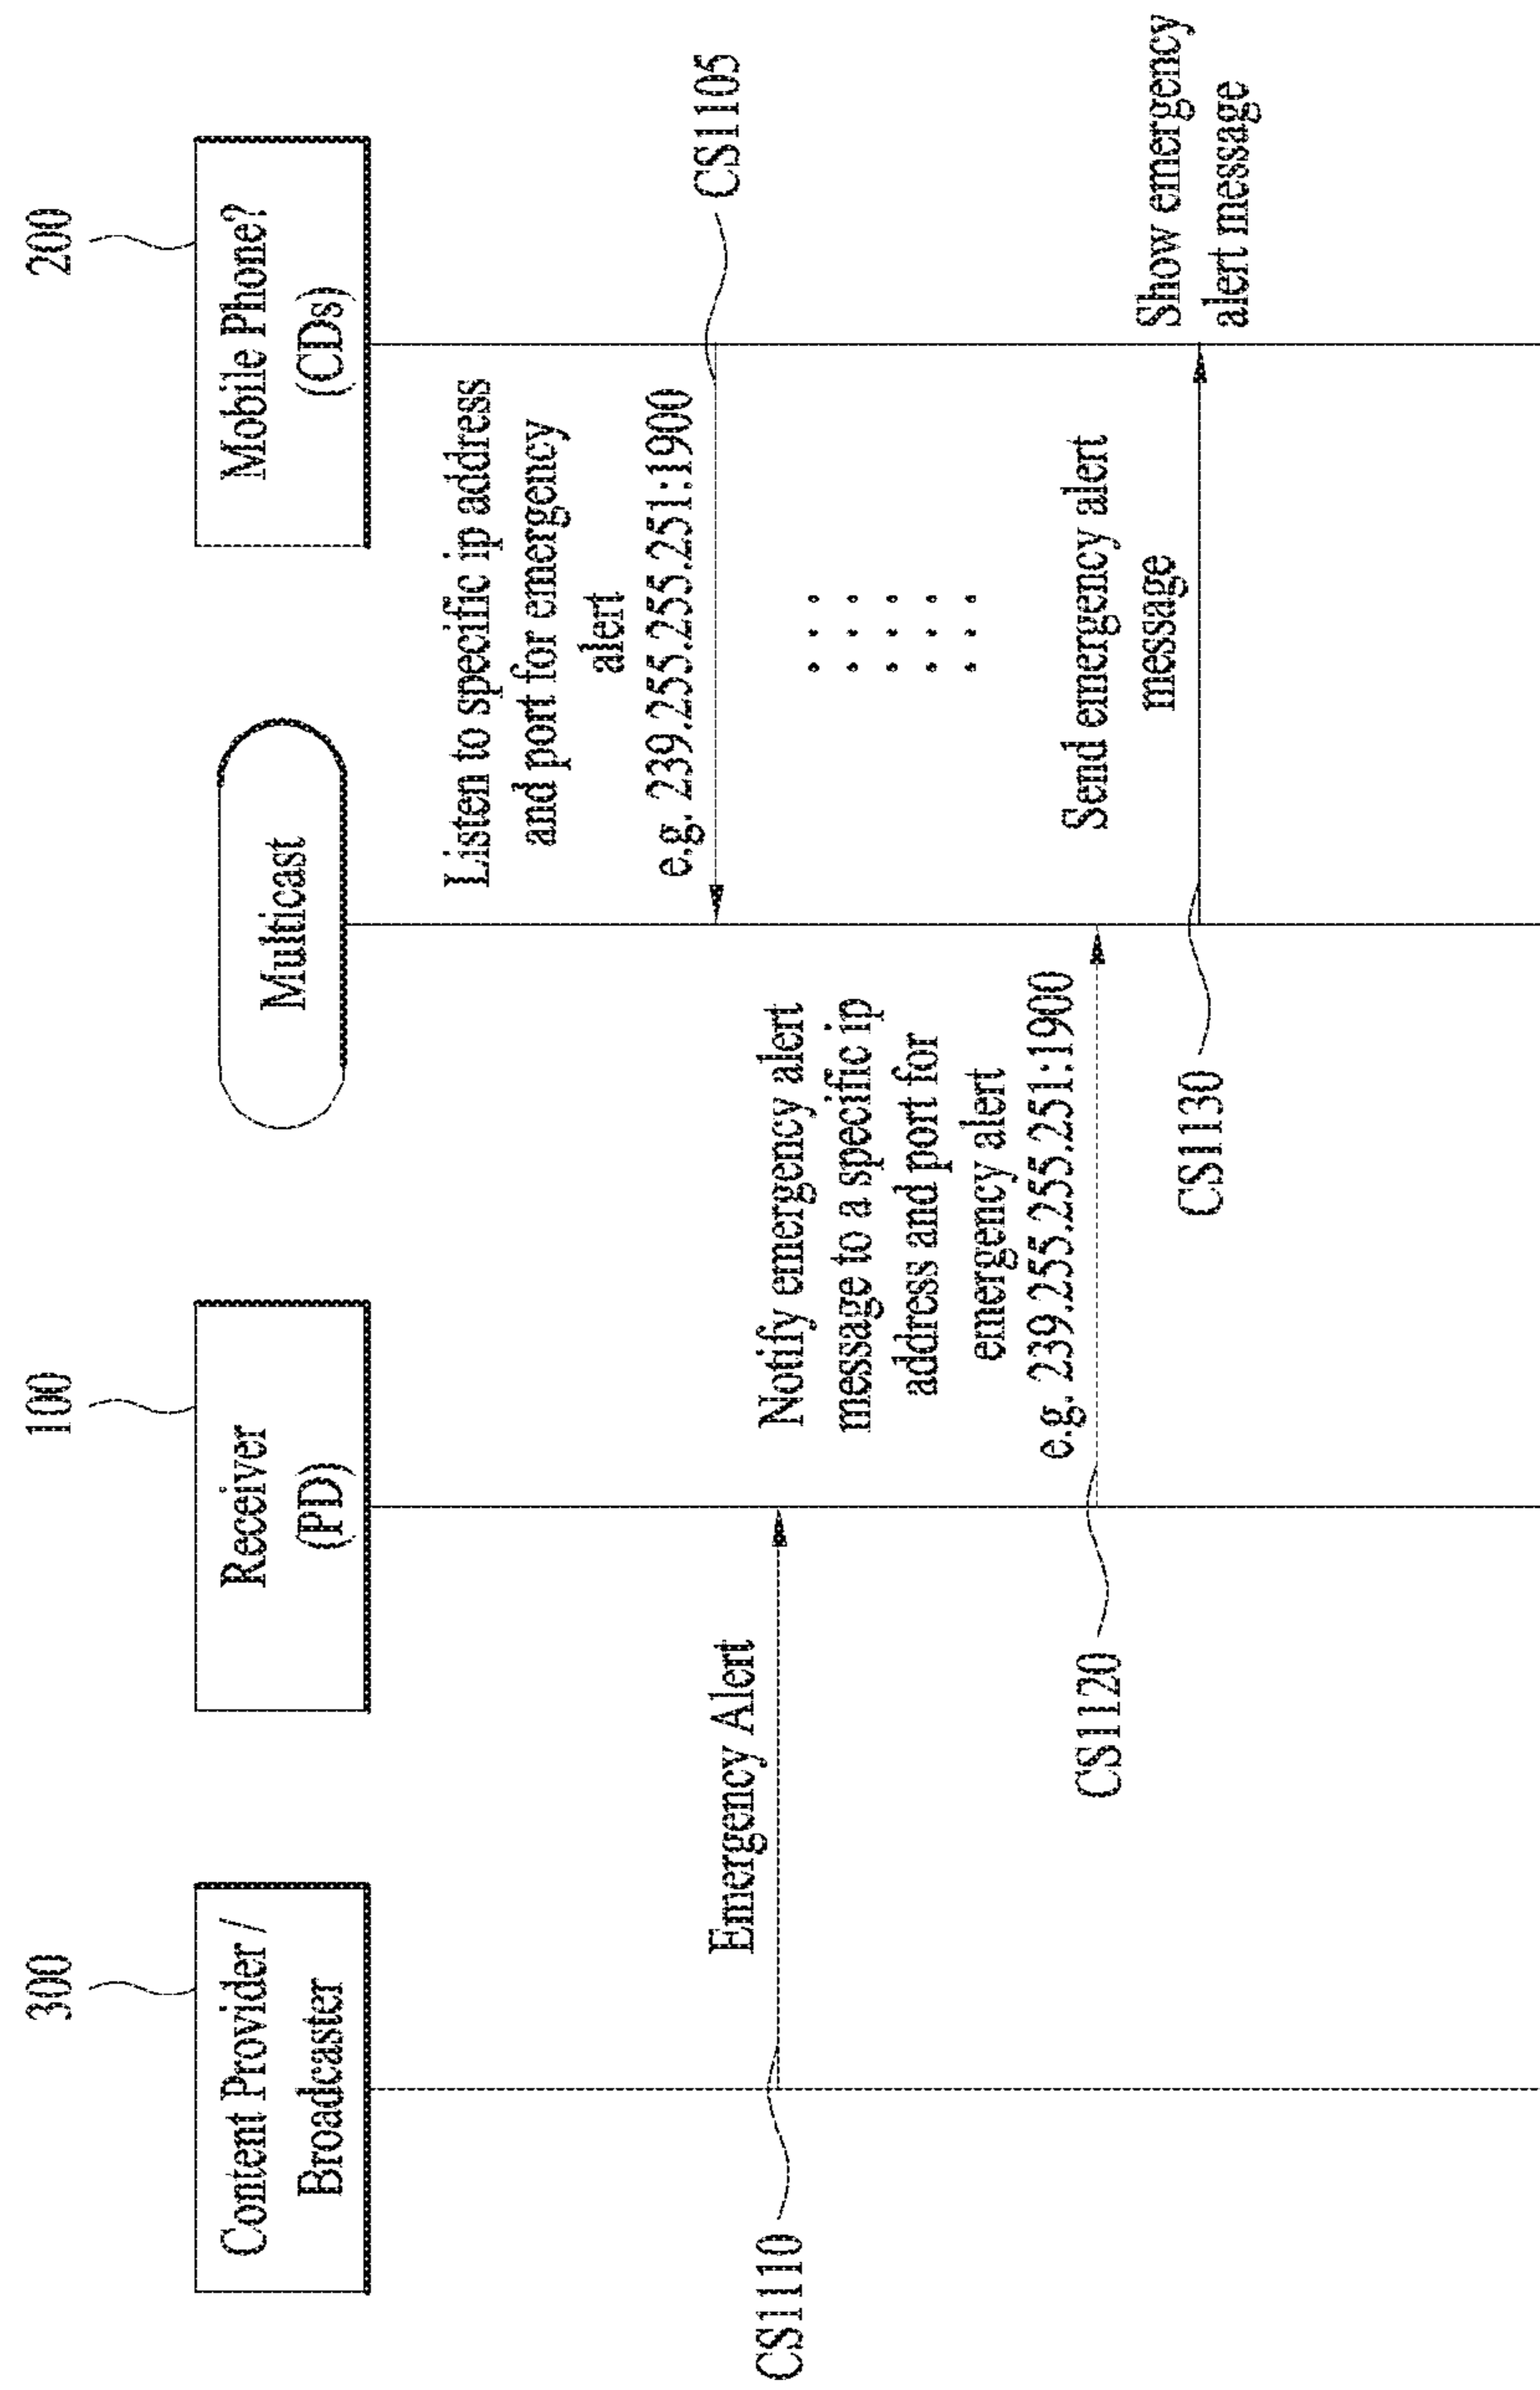 300
Content Provider /
Broadcaster
100
Receiver
(PD)
Multicast
200
Mobile Phone?
(CDs)
Listen to specific ip address
and port for emergency
alert
e.g. 239.255.255.251:1900
CS1105
CS1110
Emergency Alert
Notify emergency alert
message to a specific ip
address and port for
emergency alert
e.g. 239.255.255.251:1900
CS1120
Send emergency alert
message
CS1130
Show emergency
alert message